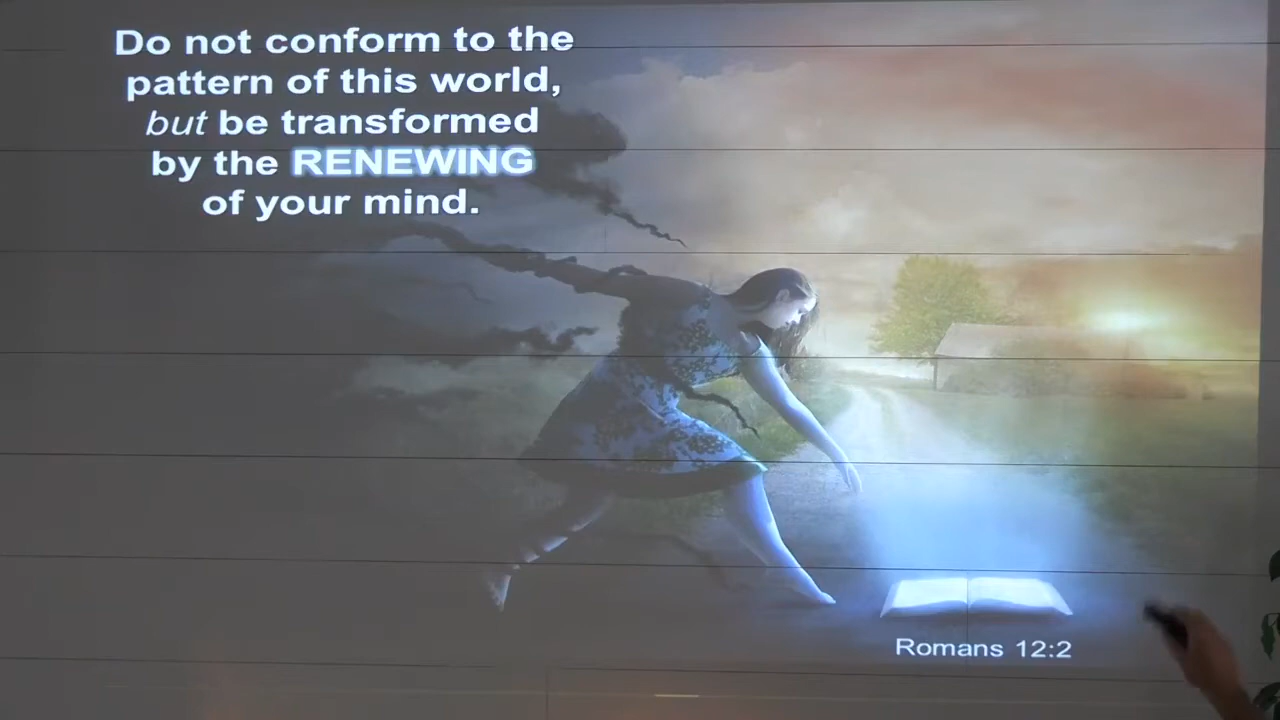 Do not conform to the
pattern of this world,
but be transformed
by the RENEWING
of your mind.
Romans 12:2